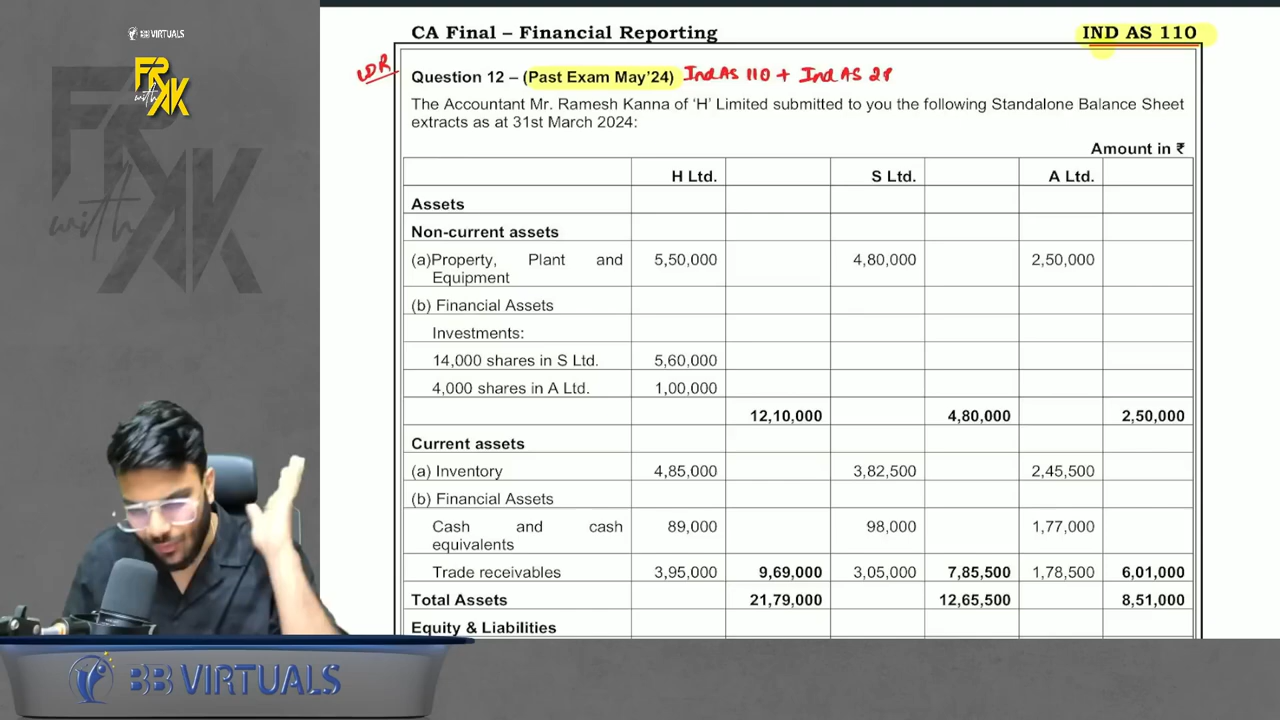 BB VIRTUALS
FR
with
AK
FR
with
AK
CA Final – Financial Reporting IND AS 110
LDR Question 12 – (Past Exam May'24) Ind AS 110 + Ind AS 28
The Accountant Mr. Ramesh Kanna of 'H' Limited submitted to you the following Standalone Balance Sheet
extracts as at 31st March 2024:
Amount in ₹
H Ltd. S Ltd. A Ltd.
Assets
Non-current assets
(a)Property, Plant and 5,50,000 4,80,000 2,50,000
Equipment
(b) Financial Assets
Investments:
14,000 shares in S Ltd. 5,60,000
4,000 shares in A Ltd. 1,00,000
12,10,000 4,80,000 2,50,000
Current assets
(a) Inventory 4,85,000 3,82,500 2,45,500
(b) Financial Assets
Cash and cash 89,000 98,000 1,77,000
equivalents
Trade receivables 3,95,000 9,69,000 3,05,000 7,85,500 1,78,500 6,01,000
Total Assets 21,79,000 12,65,500 8,51,000
Equity & Liabilities
BB VIRTUALS